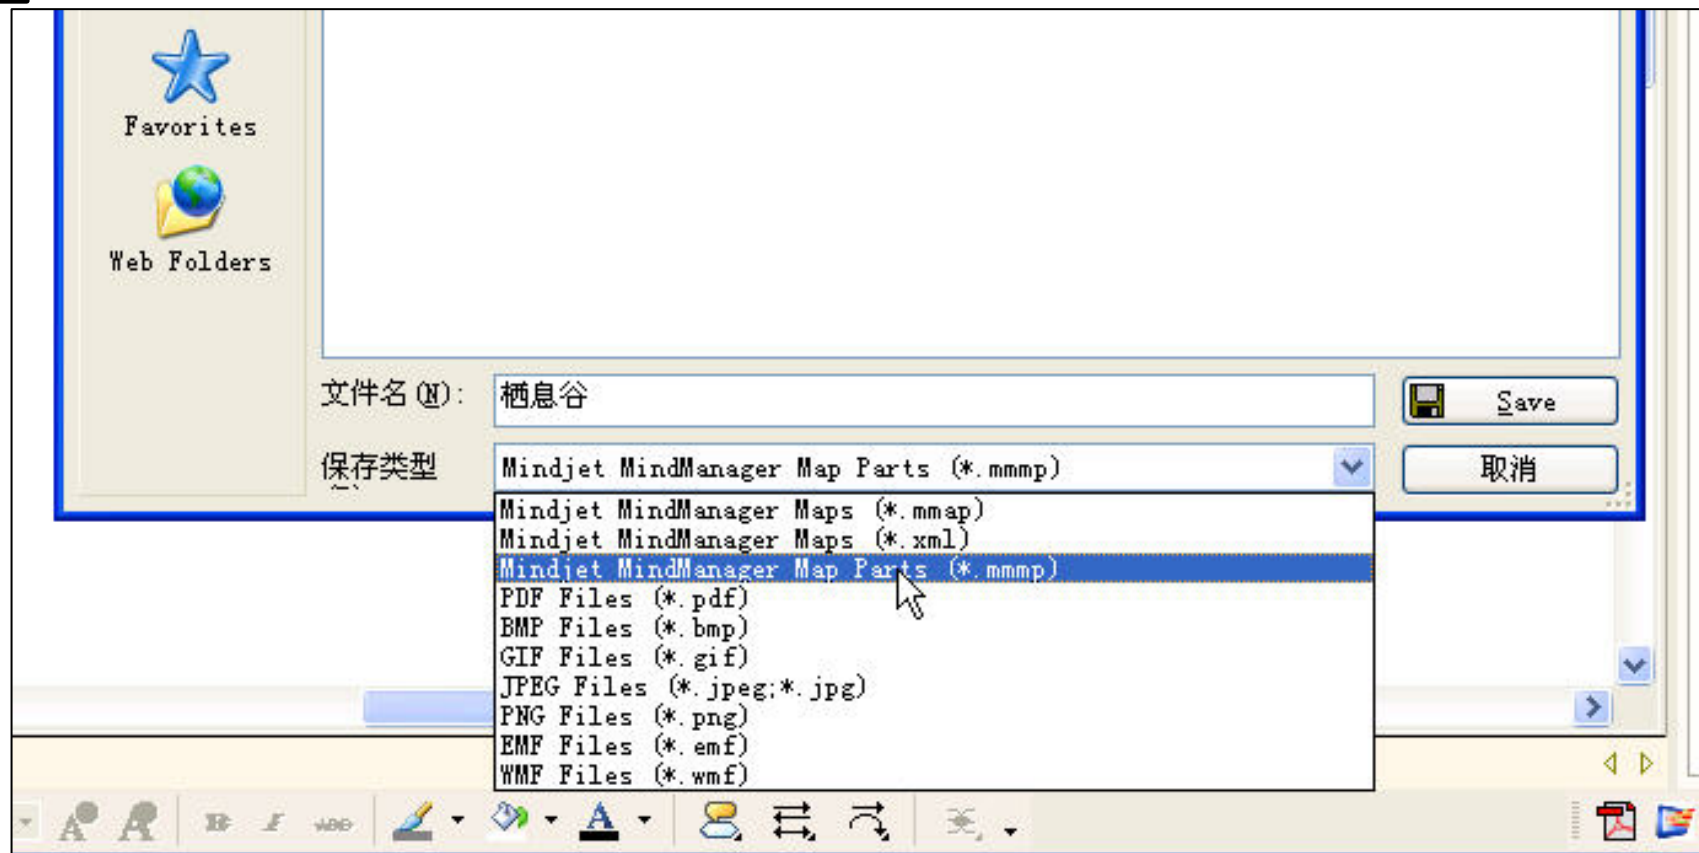 Favorites
Web Folders
文件名(N): 栖息谷 Save
保存类型 Mindjet MindManager Map Parts (*.mmmp) 取消
Mindjet MindManager Maps (*.mmap)
Mindjet MindManager Maps (*.xml)
Mindjet MindManager Map Parts (*.mmmp)
PDF Files (*.pdf)
BMP Files (*.bmp)
GIF Files (*.gif)
JPEG Files (*.jpeg;*.jpg)
PNG Files (*.png)
EMF Files (*.emf)
WMF Files (*.wmf)
A A B I ABC A